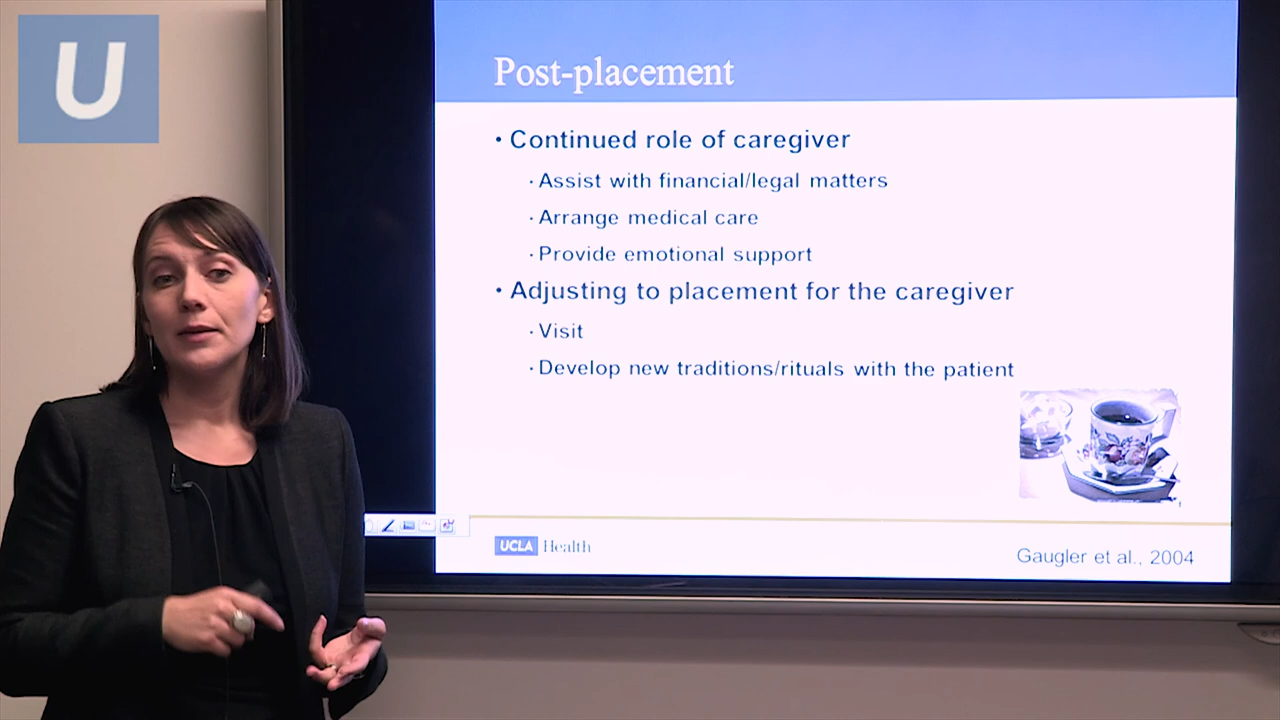 U
Post-placement
• Continued role of caregiver
· Assist with financial/legal matters
· Arrange medical care
· Provide emotional support
• Adjusting to placement for the caregiver
· Visit
· Develop new traditions/rituals with the patient
UCLA Health
Gaugler et al., 2004